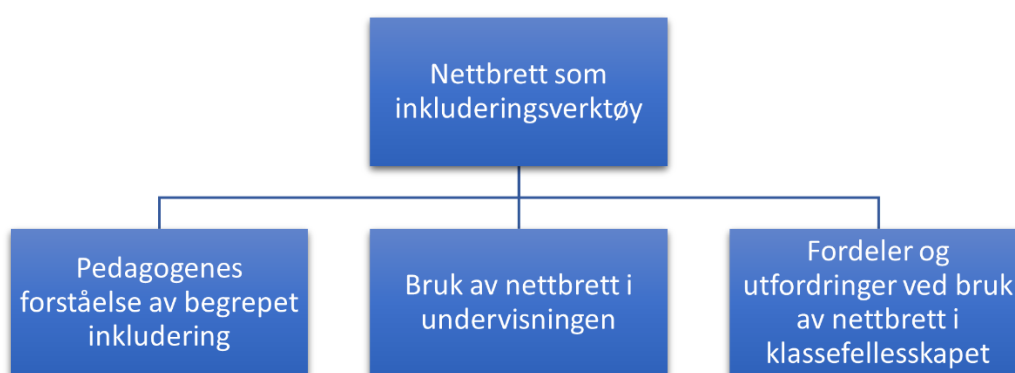 Nettbrett som
inkluderingsverktøy
Pedagogenes
forståelse av begrepet
inkludering
Bruk av nettbrett i
undervisningen
Fordeler og
utfordringer ved bruk
av nettbrett i
klassefellesskapet